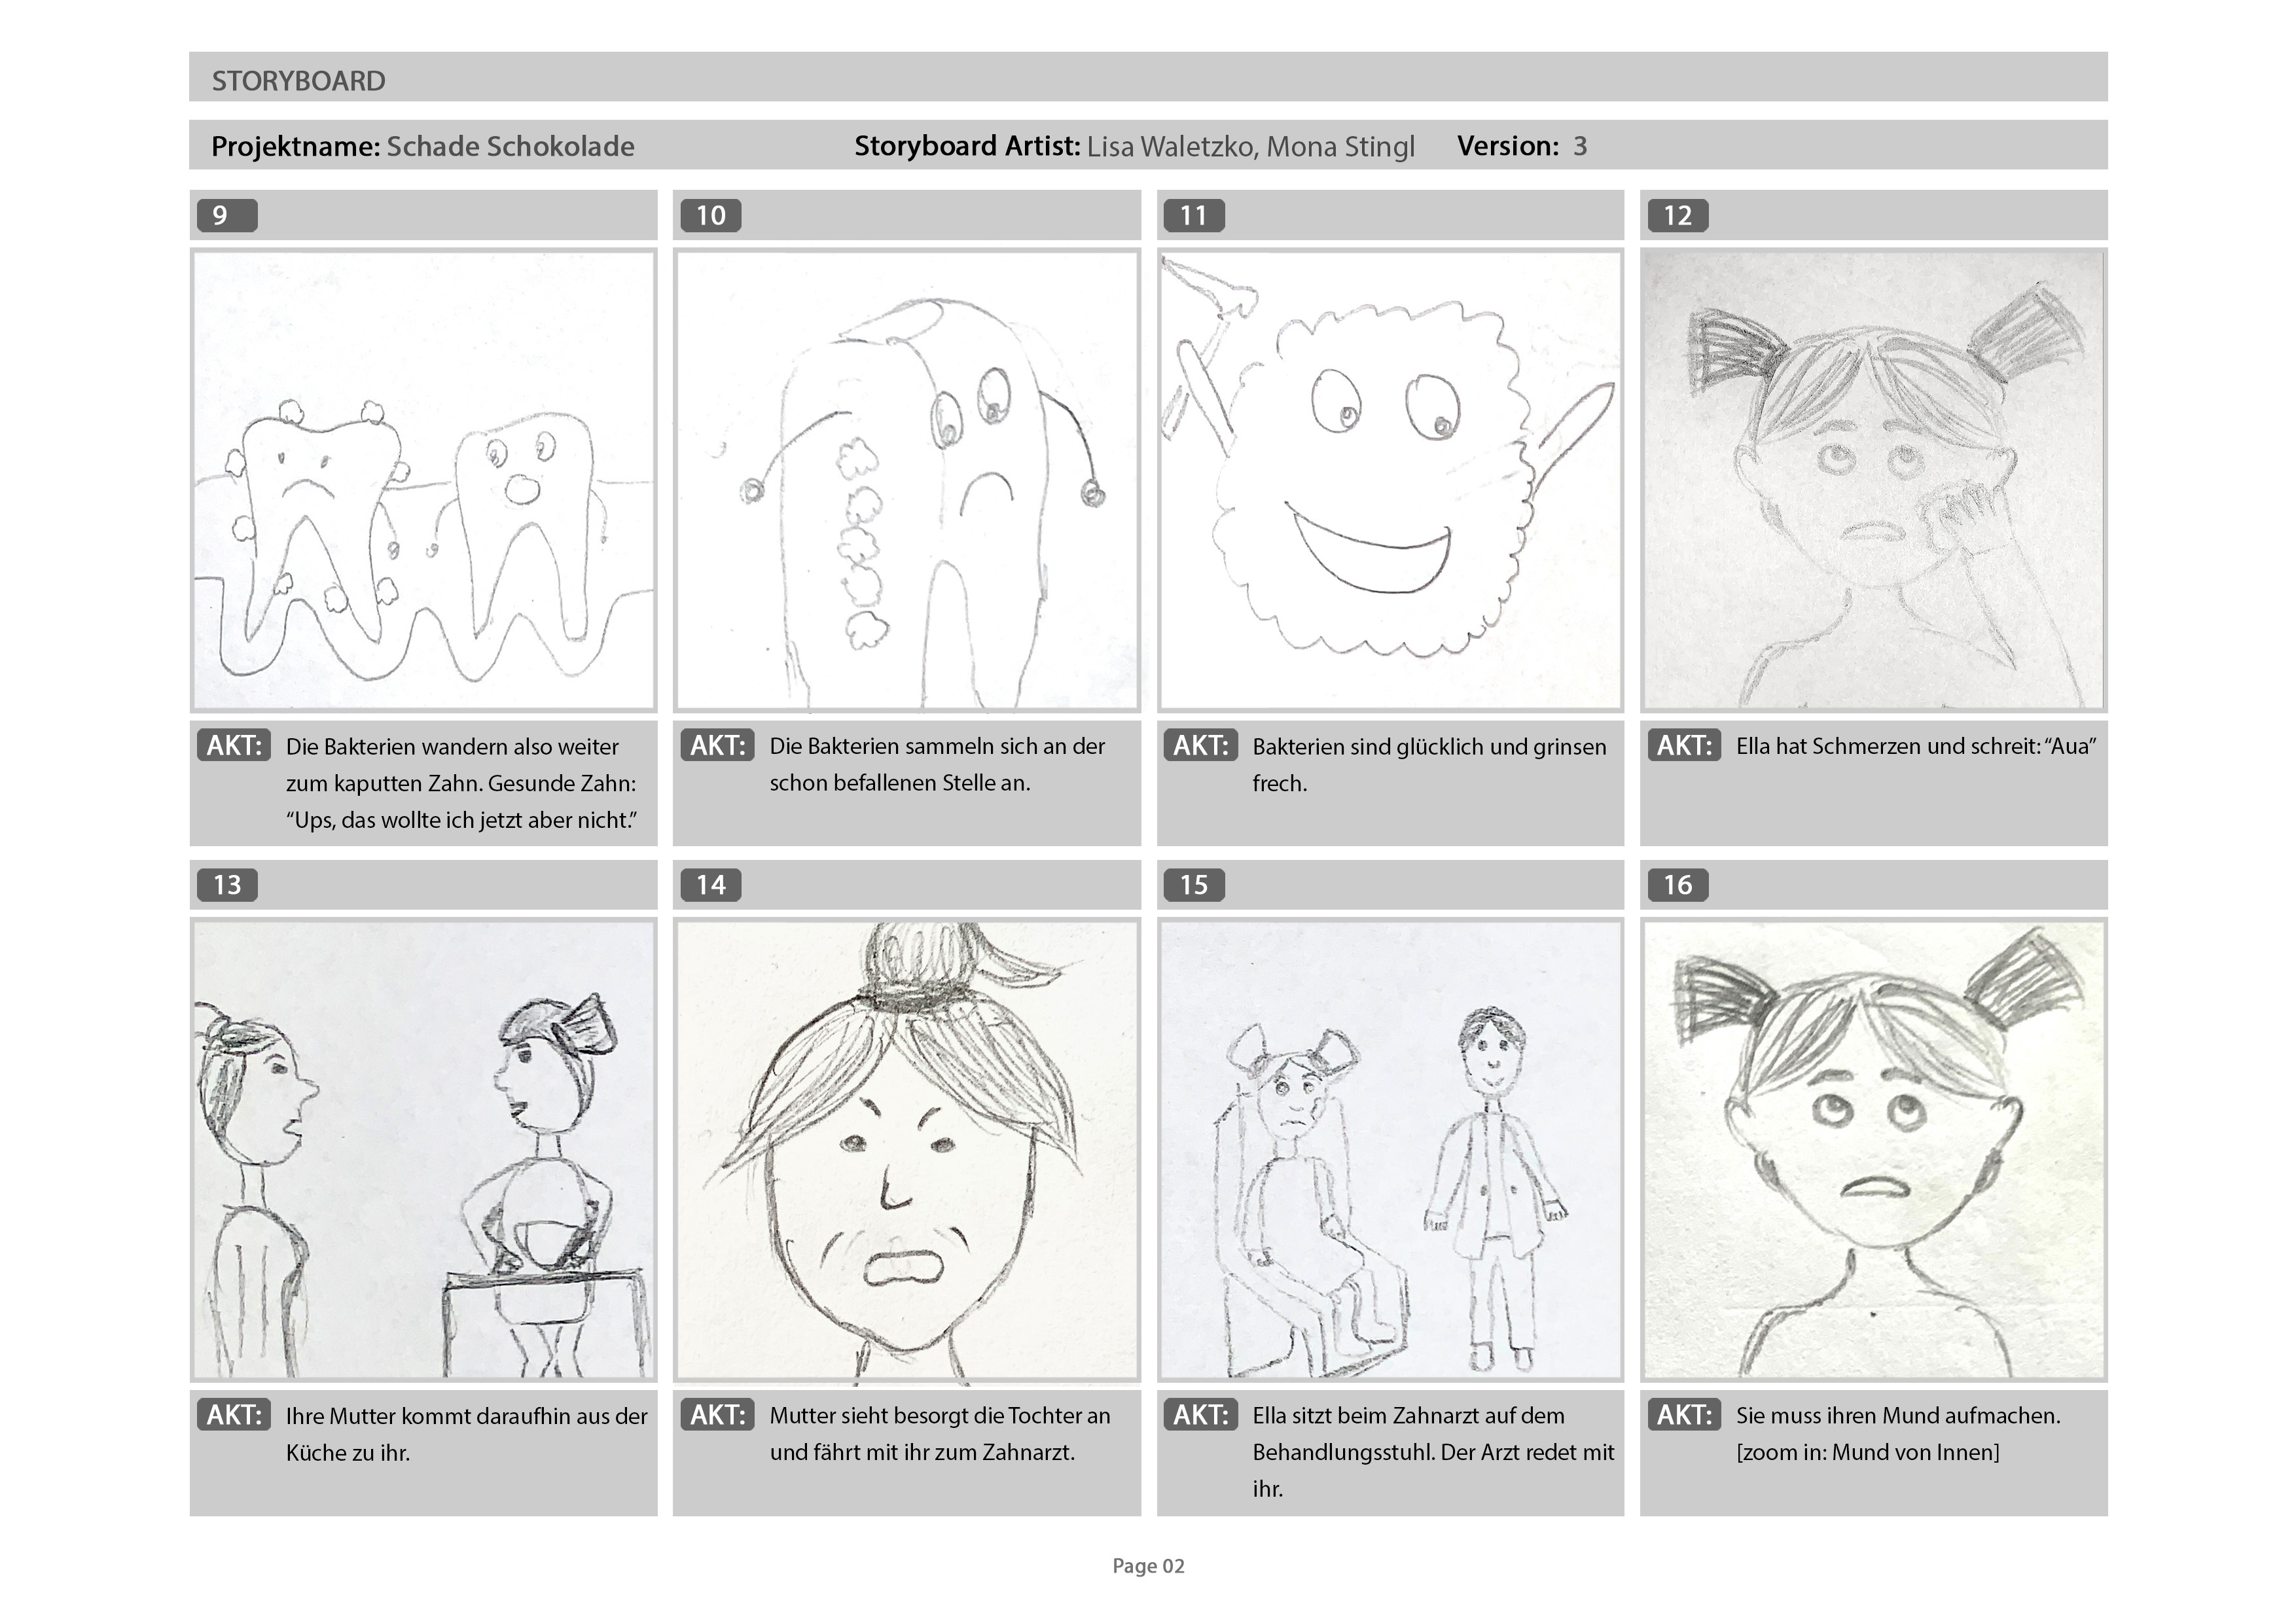 STORYBOARD
Projektname: Schade Schokolade Storyboard Artist: Lisa Waletzko, Mona Stingl Version: 3
9
10
11
12
AKT: Die Bakterien wandern also weiter
zum kaputten Zahn. Gesunde Zahn:
“Ups, das wollte ich jetzt aber nicht.”
AKT: Die Bakterien sammeln sich an der
schon befallenen Stelle an.
AKT: Bakterien sind glücklich und grinsen
frech.
AKT: Ella hat Schmerzen und schreit: “Aua”
13
14
15
16
AKT: Ihre Mutter kommt daraufhin aus der
Küche zu ihr.
AKT: Mutter sieht besorgt die Tochter an
und fährt mit ihr zum Zahnarzt.
AKT: Ella sitzt beim Zahnarzt auf dem
Behandlungsstuhl. Der Arzt redet mit
ihr.
AKT: Sie muss ihren Mund aufmachen.
[zoom in: Mund von Innen]
Page 02